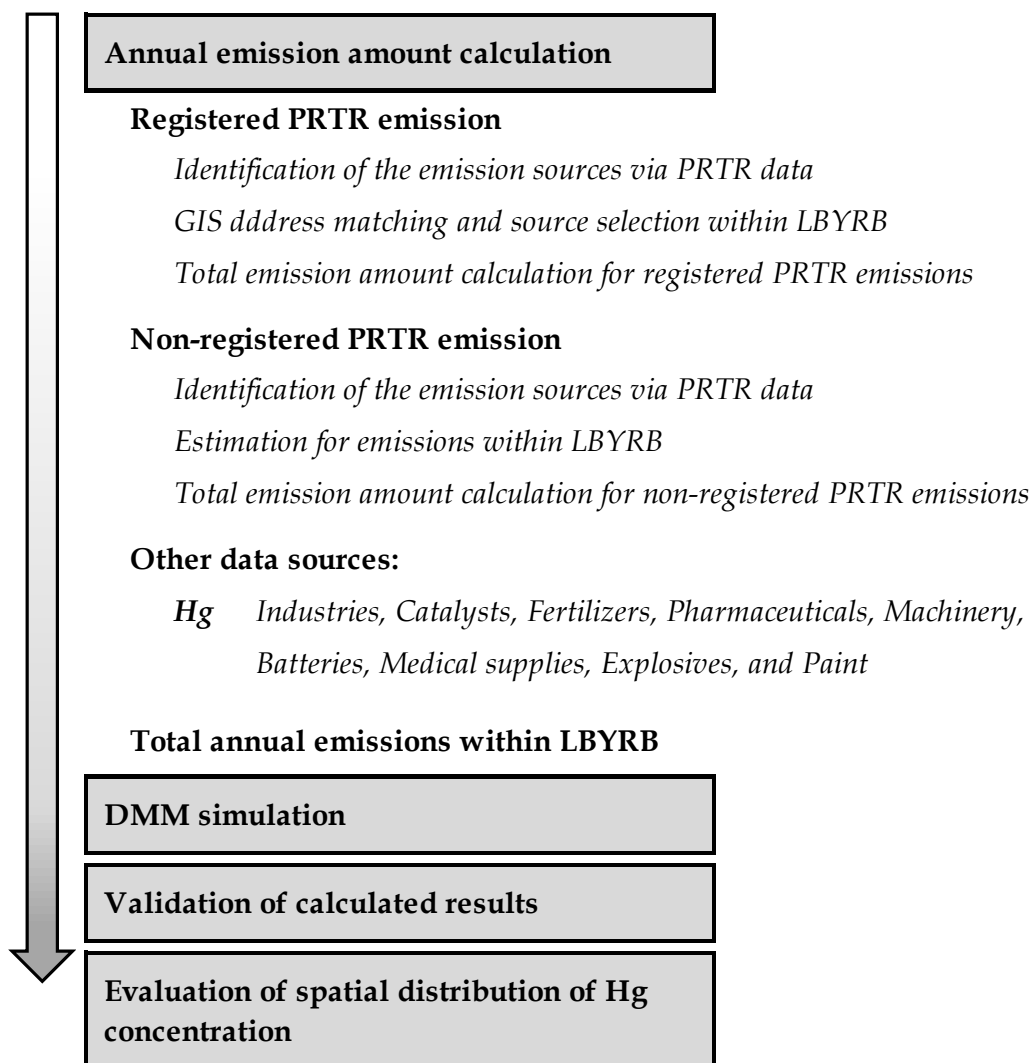 Annual emission amount calculation
Registered PRTR emission
Identification of the emission sources via PRTR data
GIS dddress matching and source selection within LBYRB
Total emission amount calculation for registered PRTR emissions
Non-registered PRTR emission
Identification of the emission sources via PRTR data
Estimation for emissions within LBYRB
Total emission amount calculation for non-registered PRTR emissions
Other data sources:
Hg Industries, Catalysts, Fertilizers, Pharmaceuticals, Machinery,
Batteries, Medical supplies, Explosives, and Paint
Total annual emissions within LBYRB
DMM simulation
Validation of calculated results
Evaluation of spatial distribution of Hg
concentration